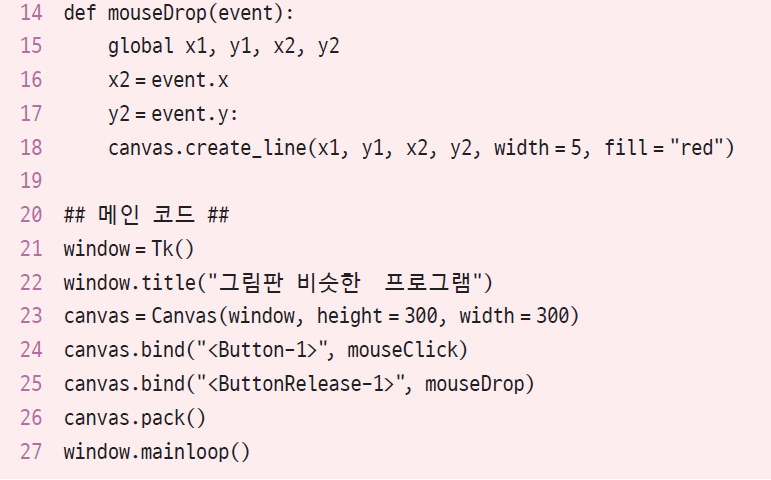 14 def mouseDrop(event):
15     global x1, y1, x2, y2
16     x2 = event.x
17     y2 = event.y:
18     canvas.create_line(x1, y1, x2, y2, width = 5, fill = "red")
19
20 ## 메인 코드 ##
21 window = Tk()
22 window.title("그림판 비슷한  프로그램")
23 canvas = Canvas(window, height = 300, width = 300)
24 canvas.bind("<Button-1>", mouseClick)
25 canvas.bind("<ButtonRelease-1>", mouseDrop)
26 canvas.pack()
27 window.mainloop()